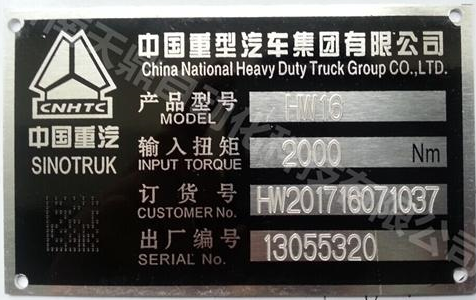 中国重型汽车集团有限公司
China National Heavy Duty Truck Group CO.,LTD.
CNHTC
中国重汽
SINOTRUK
产品型号
MODEL
HW16
输入扭矩
INPUT TORQUE
2000
Nm
订货号
CUSTOMER No.
HW201716071037
出厂编号
SERIAL No.
13055320